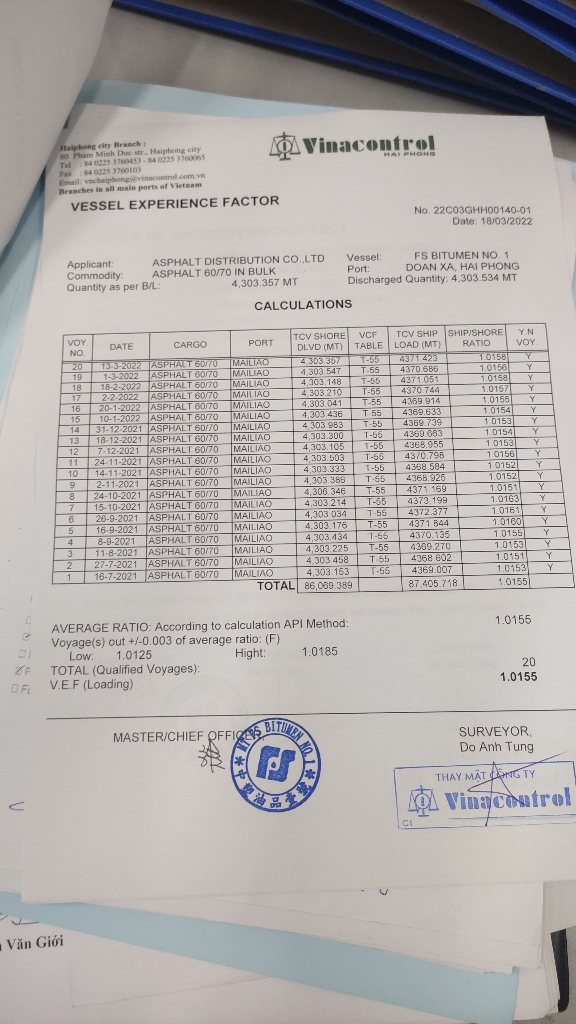 Haiphong city Branch :
80 Pham Minh Duc str., Haiphong city
Tel : 84 0225 3760453 - 84 0225 3760065
Fax : 84 0225 3760103
Email: vnchaiphong@vinacontrol.com.vn
Branches in all main ports of Vietnam
Vinacontrol
HAI PHONG
VESSEL EXPERIENCE FACTOR
No. 22C03GHH00140-01
Date: 18/03/2022
Applicant: ASPHALT DISTRIBUTION CO.,LTD Vessel: FS BITUMEN NO. 1
Commodity: ASPHALT 60/70 IN BULK Port: DOAN XA, HAI PHONG
Quantity as per B/L: 4,303.357 MT Discharged Quantity: 4,303.534 MT
CALCULATIONS
VOY. NO. DATE CARGO PORT TCV SHORE DLVD (MT) VCF TABLE TCV SHIP LOAD (MT) SHIP/SHORE RATIO Y.N VOY.
20 13-3-2022 ASPHALT 60/70 MAILIAO 4,303.357 T-55 4371.423 1.0158 Y
19 1-3-2022 ASPHALT 60/70 MAILIAO 4,303.547 T-55 4370.686 1.0156 Y
18 18-2-2022 ASPHALT 60/70 MAILIAO 4,303.148 T-55 4371.051 1.0158 Y
17 2-2-2022 ASPHALT 60/70 MAILIAO 4,303.210 T-55 4370.744 1.0157 Y
16 20-1-2022 ASPHALT 60/70 MAILIAO 4,303.041 T-55 4369.914 1.0155 Y
15 10-1-2022 ASPHALT 60/70 MAILIAO 4,303.436 T-55 4369.633 1.0154 Y
14 31-12-2021 ASPHALT 60/70 MAILIAO 4,303.983 T-55 4369.739 1.0153 Y
13 18-12-2021 ASPHALT 60/70 MAILIAO 4,303.300 T-55 4369.663 1.0154 Y
12 7-12-2021 ASPHALT 60/70 MAILIAO 4,303.105 T-55 4368.955 1.0153 Y
11 24-11-2021 ASPHALT 60/70 MAILIAO 4,303.503 T-55 4370.798 1.0156 Y
10 14-11-2021 ASPHALT 60/70 MAILIAO 4,303.333 T-55 4368.584 1.0152 Y
9 2-11-2021 ASPHALT 60/70 MAILIAO 4,303.386 T-55 4368.925 1.0152 Y
8 24-10-2021 ASPHALT 60/70 MAILIAO 4,306.346 T-55 4371.169 1.0151 Y
7 15-10-2021 ASPHALT 60/70 MAILIAO 4,303.214 T-55 4373.199 1.0163 Y
6 26-9-2021 ASPHALT 60/70 MAILIAO 4,303.034 T-55 4372.377 1.0161 Y
5 16-9-2021 ASPHALT 60/70 MAILIAO 4,303.176 T-55 4371.844 1.0160 Y
4 8-9-2021 ASPHALT 60/70 MAILIAO 4,303.434 T-55 4370.135 1.0155 Y
3 11-8-2021 ASPHALT 60/70 MAILIAO 4,303.225 T-55 4369.270 1.0153 Y
2 27-7-2021 ASPHALT 60/70 MAILIAO 4,303.458 T-55 4368.602 1.0151 Y
1 16-7-2021 ASPHALT 60/70 MAILIAO 4,303.153 T-55 4369.007 1.0153 Y
TOTAL 86,069.389 87,405.718 1.0155
AVERAGE RATIO: According to calculation API Method: 1.0155
Voyage(s) out +/-0.003 of average ratio: (F)
Low: 1.0125 Hight: 1.0185
TOTAL (Qualified Voyages): 20
V.E.F (Loading) 1.0155
MASTER/CHIEF OFFICER,
MT FS BITUMEN NO.1
中塑油品壹號
SURVEYOR,
Do Anh Tung
THAY MẶT CÔNG TY
Vinacontrol
C1
Văn Giới